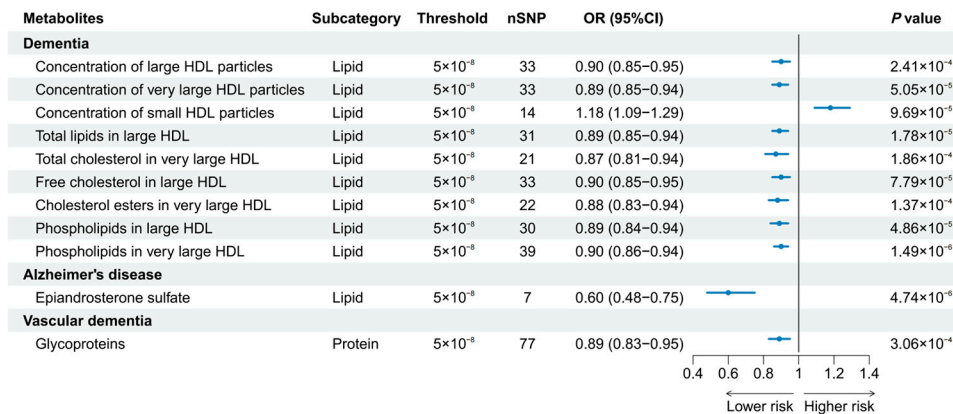 Metabolites Subcategory Threshold nSNP OR (95%CI) P value
Dementia
Concentration of large HDL particles Lipid 5×10⁻⁸ 33 0.90 (0.85−0.95) 2.41×10⁻⁴
Concentration of very large HDL particles Lipid 5×10⁻⁸ 33 0.89 (0.85−0.94) 5.05×10⁻⁵
Concentration of small HDL particles Lipid 5×10⁻⁸ 14 1.18 (1.09−1.29) 9.69×10⁻⁵
Total lipids in large HDL Lipid 5×10⁻⁸ 31 0.89 (0.85−0.94) 1.78×10⁻⁵
Total cholesterol in very large HDL Lipid 5×10⁻⁸ 21 0.87 (0.81−0.94) 1.86×10⁻⁴
Free cholesterol in large HDL Lipid 5×10⁻⁸ 33 0.90 (0.85−0.95) 7.79×10⁻⁵
Cholesterol esters in very large HDL Lipid 5×10⁻⁸ 22 0.88 (0.83−0.94) 1.37×10⁻⁴
Phospholipids in large HDL Lipid 5×10⁻⁸ 30 0.89 (0.84−0.94) 4.86×10⁻⁵
Phospholipids in very large HDL Lipid 5×10⁻⁸ 39 0.90 (0.86−0.94) 1.49×10⁻⁶
Alzheimer's disease
Epiandrosterone sulfate Lipid 5×10⁻⁸ 7 0.60 (0.48−0.75) 4.74×10⁻⁶
Vascular dementia
Glycoproteins Protein 5×10⁻⁸ 77 0.89 (0.83−0.95) 3.06×10⁻⁴
0.4 0.6 0.8 1 1.2 1.4
Lower risk Higher risk